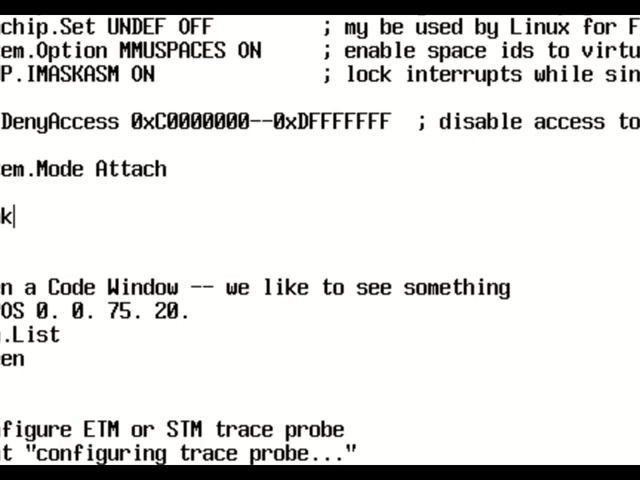 chip.Set UNDEF OFF ; my be used by Linux for F
em.Option MMUSPACES ON ; enable space ids to virtu
P.IMASKASM ON ; lock interrupts while sin
DenyAccess 0xC0000000--0xDFFFFFFF ; disable access to
em.Mode Attach
k
n a Code Window -- we like to see something
OS 0. 0. 75. 20.
.List
en
figure ETM or STM trace probe
t "configuring trace probe..."